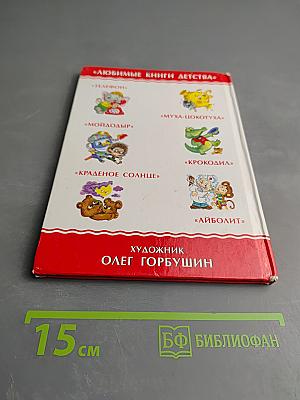 «ЛЮБИМЫЕ КНИГИ ДЕТСТВА»
«ТЕЛЕФОН»
«МУХА-ЦОКОТУХА»
«МОЙДОДЫР»
«КРОКОДИЛ»
«КРАДЕНОЕ СОЛНЦЕ»
«АЙБОЛИТ»
ХУДОЖНИК
ОЛЕГ ГОРБУШИН
15 см
БФ БИБЛИОФАН